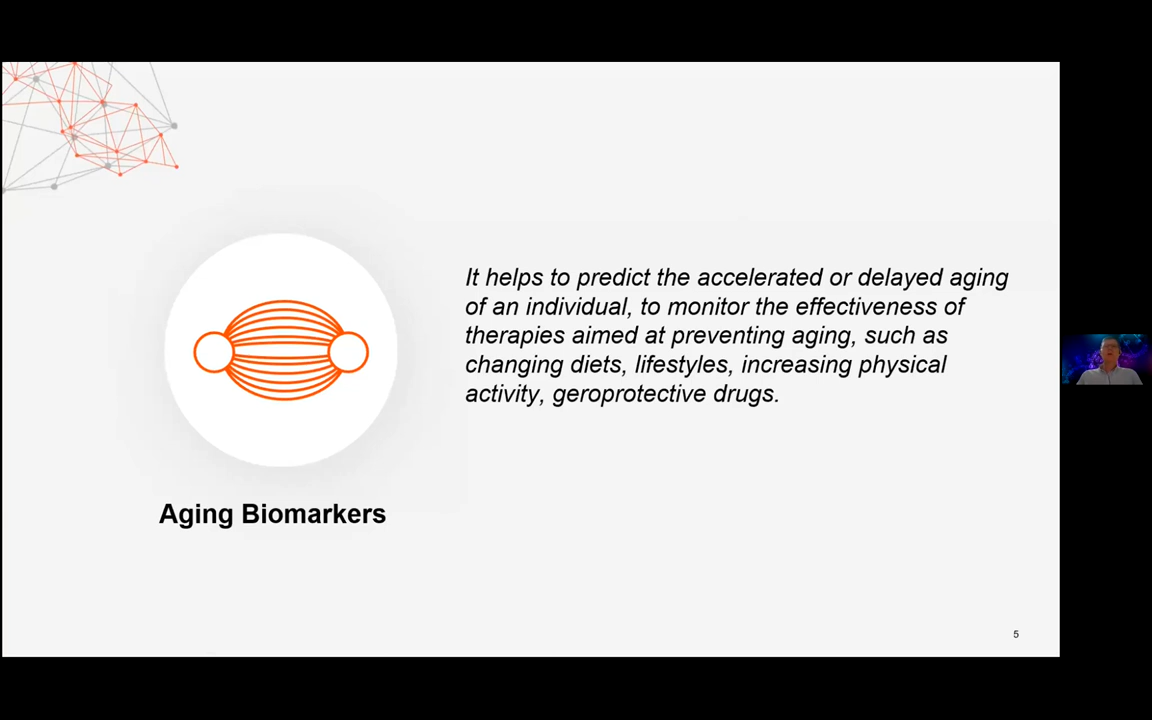 It helps to predict the accelerated or delayed aging
of an individual, to monitor the effectiveness of
therapies aimed at preventing aging, such as
changing diets, lifestyles, increasing physical
activity, geroprotective drugs.
Aging Biomarkers
5